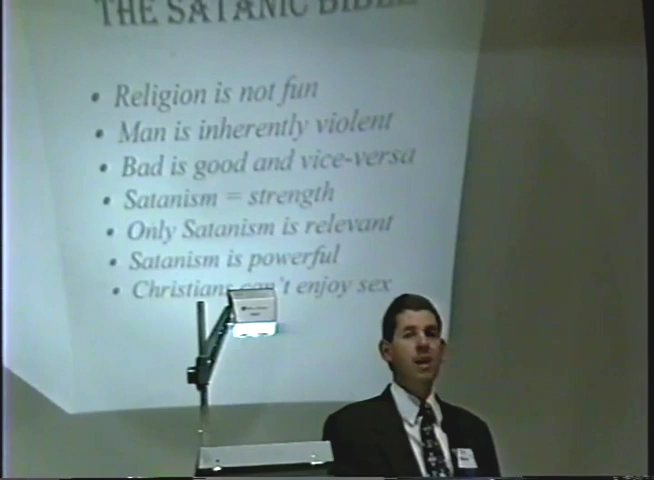 THE SATANIC BIBLE
• Religion is not fun
• Man is inherently violent
• Bad is good and vice-versa
• Satanism = strength
• Only Satanism is relevant
• Satanism is powerful
• Christians can't enjoy sex